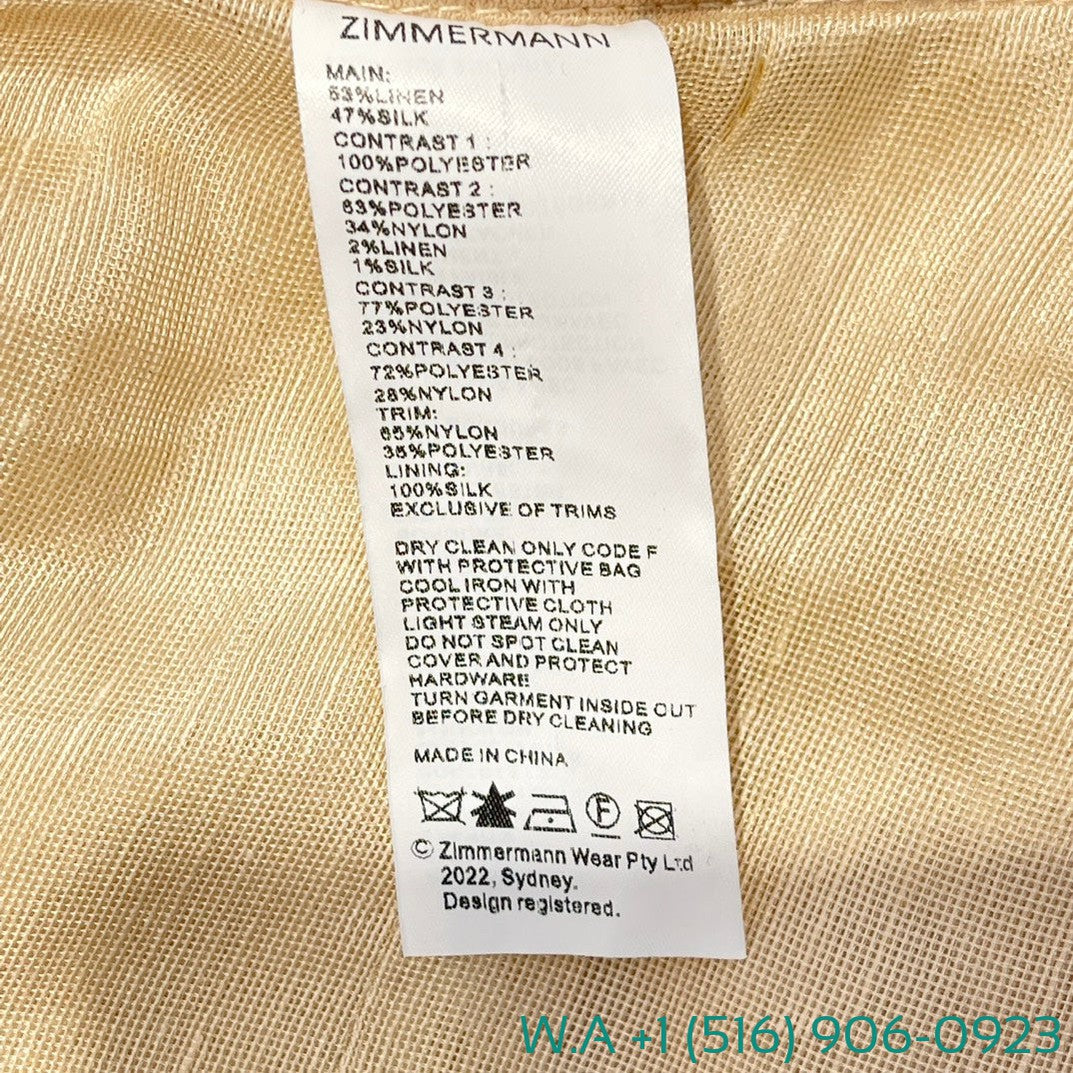 ZIMMERMANN
MAIN:
53%LINEN
47%SILK
CONTRAST 1 :
100%POLYESTER
CONTRAST 2 :
63%POLYESTER
34%NYLON
2%LINEN
1%SILK
CONTRAST 3 :
77%POLYESTER
23%NYLON
CONTRAST 4 :
72%POLYESTER
28%NYLON
TRIM:
65%NYLON
35%POLYESTER
LINING:
100%SILK
EXCLUSIVE OF TRIMS
DRY CLEAN ONLY CODE F
WITH PROTECTIVE BAG
COOL IRON WITH
PROTECTIVE CLOTH
LIGHT STEAM ONLY
DO NOT SPOT CLEAN
COVER AND PROTECT
HARDWARE
TURN GARMENT INSIDE OUT
BEFORE DRY CLEANING
MADE IN CHINA
F
© Zimmermann Wear Pty Ltd
2022, Sydney.
Design registered.
W.A +1 (516) 906-0923